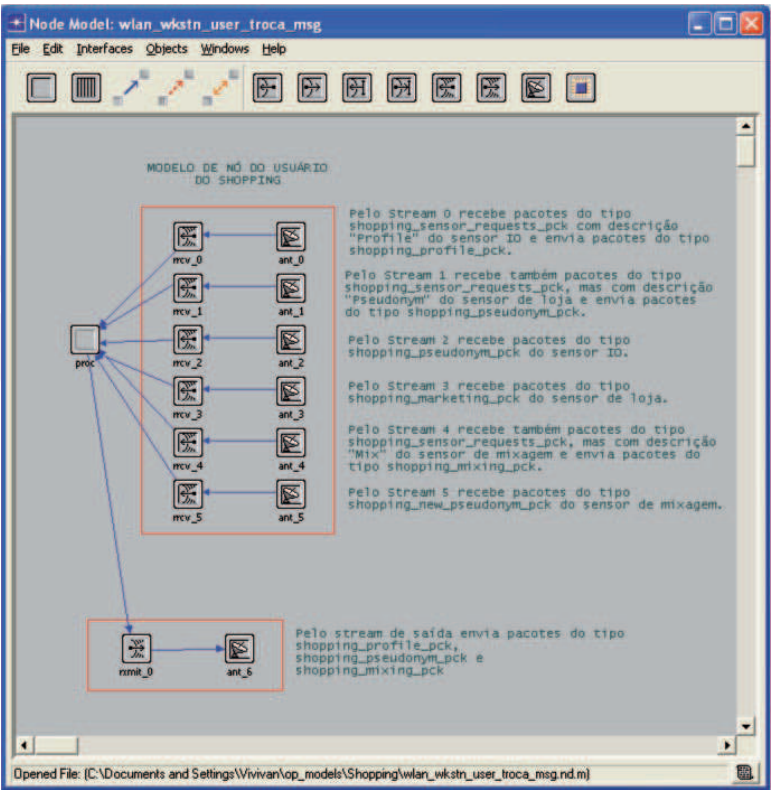 Node Model: wlan_wkstn_user_troca_msg
File Edit Interfaces Objects Windows Help
MODELO DE NÓ DO USUÁRIO
DO SHOPPING
Pelo Stream 0 recebe pacotes do tipo
shopping_sensor_requests_pck com descrição
"Profile" do sensor IO e envia pacotes do tipo
shopping_profile_pck.
rrcv_0
ant_0
Pelo Stream 1 recebe também pacotes do tipo
shopping_sensor_requests_pck, mas com descrição
"Pseudonym" do sensor de loja e envia pacotes
do tipo shopping_pseudonym_pck.
rrcv_1
ant_1
proc
Pelo Stream 2 recebe pacotes do tipo
shopping_pseudonym_pck do sensor IO.
rrcv_2
ant_2
Pelo Stream 3 recebe pacotes do tipo
shopping_marketing_pck do sensor de loja.
rrcv_3
ant_3
Pelo Stream 4 recebe também pacotes do tipo
shopping_sensor_requests_pck, mas com descrição
"Mix" do sensor de mixagem e envia pacotes do
tipo shopping_mixing_pck.
rrcv_4
ant_4
Pelo Stream 5 recebe pacotes do tipo
shopping_new_pseudonym_pck do sensor de mixagem.
rrcv_5
ant_5
Pelo stream de saída envia pacotes do tipo
shopping_profile_pck,
shopping_pseudonym_pck e
shopping_mixing_pck
rxmit_0
ant_6
Opened File: (C:\Documents and Settings\Vivivan\op_models\Shopping\wlan_wkstn_user_troca_msg.nd.m)